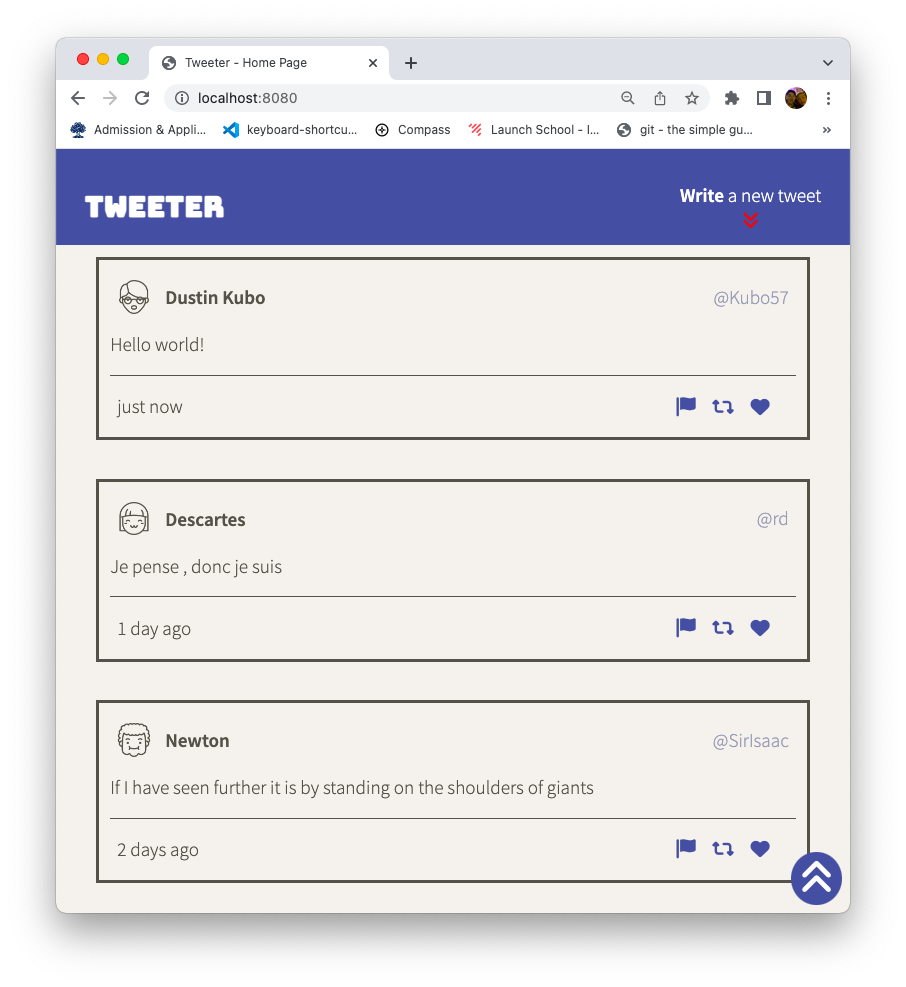 Tweeter - Home Page
localhost:8080
Admission & Appli...
keyboard-shortcu...
Compass
Launch School - I...
git - the simple gu...
»
TWEETER
Write a new tweet
Dustin Kubo
@Kubo57
Hello world!
just now
Descartes
@rd
Je pense , donc je suis
1 day ago
Newton
@SirIsaac
If I have seen further it is by standing on the shoulders of giants
2 days ago